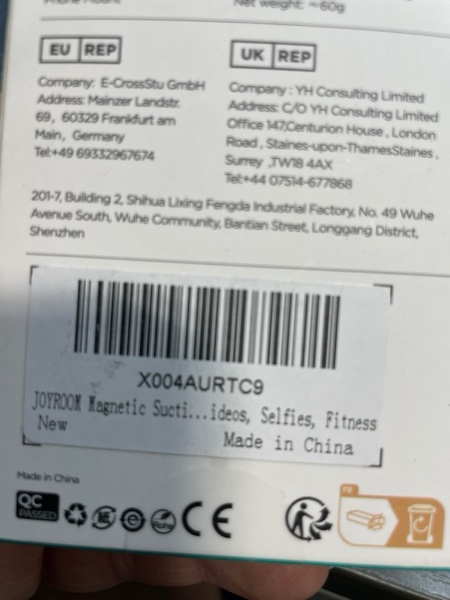 Phone Mount
Net weight: ≈60g
EU REP
Company: E-CrossStu GmbH
Address: Mainzer Landstr.
69, 60329 Frankfurt am
Main, Germany
Tel:+49 69332967674
UK REP
Company : YH Consulting Limited
Address: C/O YH Consulting Limited
Office 147,Centurion House , London
Road , Staines-upon-ThamesStaines ,
Surrey ,TW18 4AX
Tel:+44 07514-677868
201-7, Building 2, Shihua Lixing Fengda Industrial Factory, No. 49 Wuhe
Avenue South, Wuhe Community, Bantian Street, Longgang District,
Shenzhen
X004AURTC9
JOYROOM Magnetic Sucti...ideos, Selfies, Fitness
New
Made in China
Made in China
QC
PASSED
RoHS
CE
FR